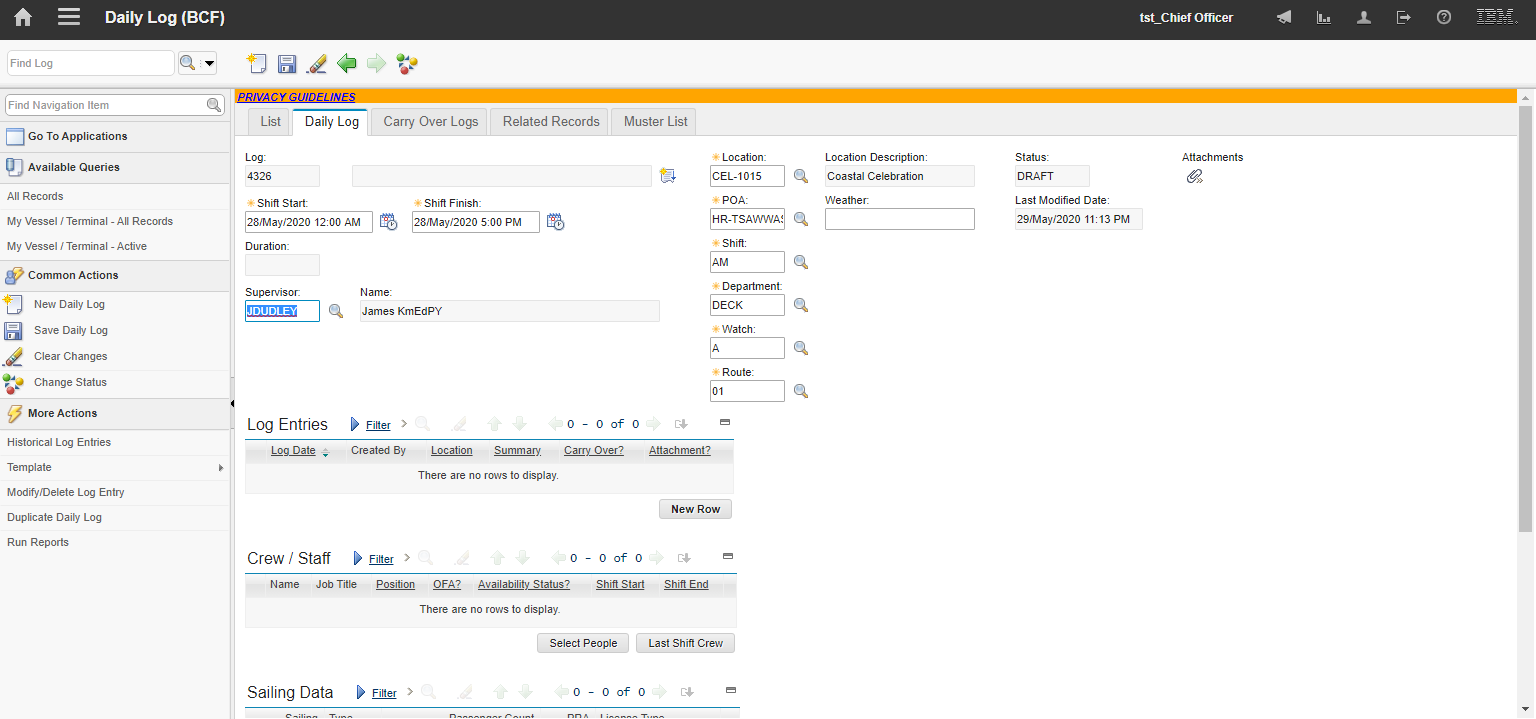 Daily Log (BCF)
tst_Chief Officer
IBM.
Find Log
Find Navigation Item
Go To Applications
Available Queries
All Records
My Vessel / Terminal - All Records
My Vessel / Terminal - Active
Common Actions
New Daily Log
Save Daily Log
Clear Changes
Change Status
More Actions
Historical Log Entries
Template
Modify/Delete Log Entry
Duplicate Daily Log
Run Reports
PRIVACY GUIDELINES
List Daily Log Carry Over Logs Related Records Muster List
Log:
4326
Shift Start:
28/May/2020 12:00 AM
Shift Finish:
28/May/2020 5:00 PM
Duration:
Supervisor:
JDUDLEY
Name:
James KmEdPY
Location:
CEL-1015
POA:
HR-TSAWWAS
Shift:
AM
Department:
DECK
Watch:
A
Route:
01
Location Description:
Coastal Celebration
Weather:
Status:
DRAFT
Last Modified Date:
29/May/2020 11:13 PM
Attachments
Log Entries Filter 0 - 0 of 0
Log Date Created By Location Summary Carry Over? Attachment?
There are no rows to display.
New Row
Crew / Staff Filter 0 - 0 of 0
Name Job Title Position OFA? Availability Status? Shift Start Shift End
There are no rows to display.
Select People Last Shift Crew
Sailing Data Filter 0 - 0 of 0
Sailing Type Passenger Count PRA License Type